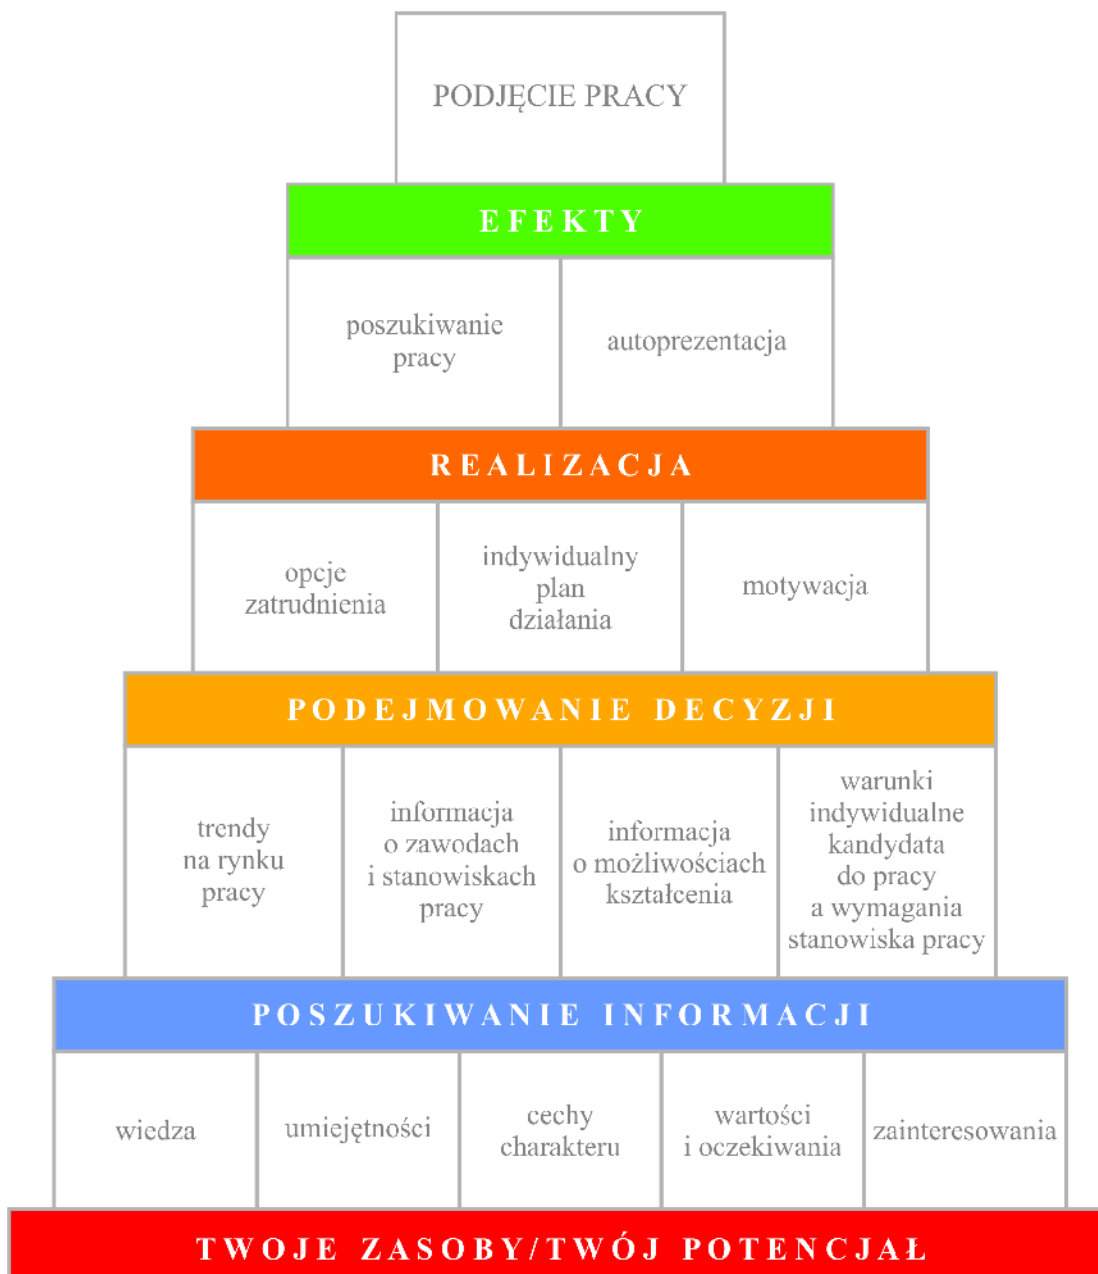 PODJĘCIE PRACY
EFEKTY
poszukiwanie
pracy
autoprezentacja
REALIZACJA
opcje
zatrudnienia
indywidualny
plan
działania
motywacja
PODEJMOWANIE DECYZJI
trendy
na rynku
pracy
informacja
o zawodach
i stanowiskach
pracy
informacja
o możliwościach
kształcenia
warunki
indywidualne
kandydata
do pracy
a wymagania
stanowiska pracy
POSZUKIWANIE INFORMACJI
wiedza
umiejętności
cechy
charakteru
wartości
i oczekiwania
zainteresowania
TWOJE ZASOBY/TWÓJ POTENCJAŁ